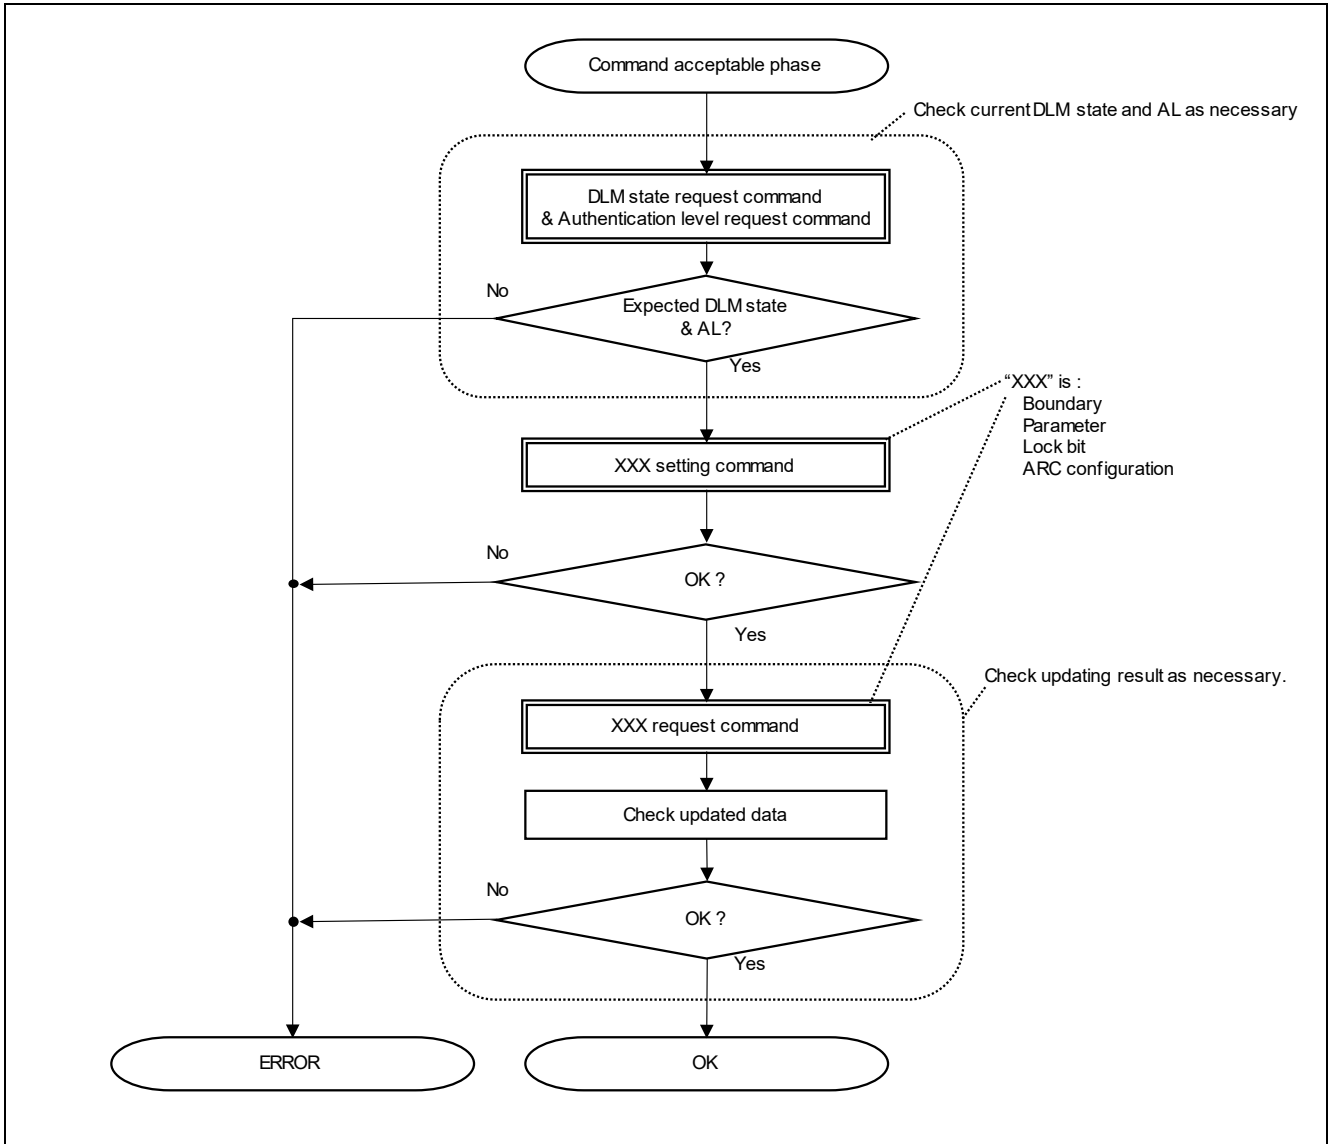 Command acceptable phase
Check current DLM state and AL as necessary
DLM state request command
& Authentication level request command
No
Expected DLM state
& AL?
Yes
“XXX” is :
Boundary
Parameter
Lock bit
ARC configuration
XXX setting command
No
OK ?
Yes
Check updating result as necessary.
XXX request command
Check updated data
No
OK ?
Yes
ERROR
OK